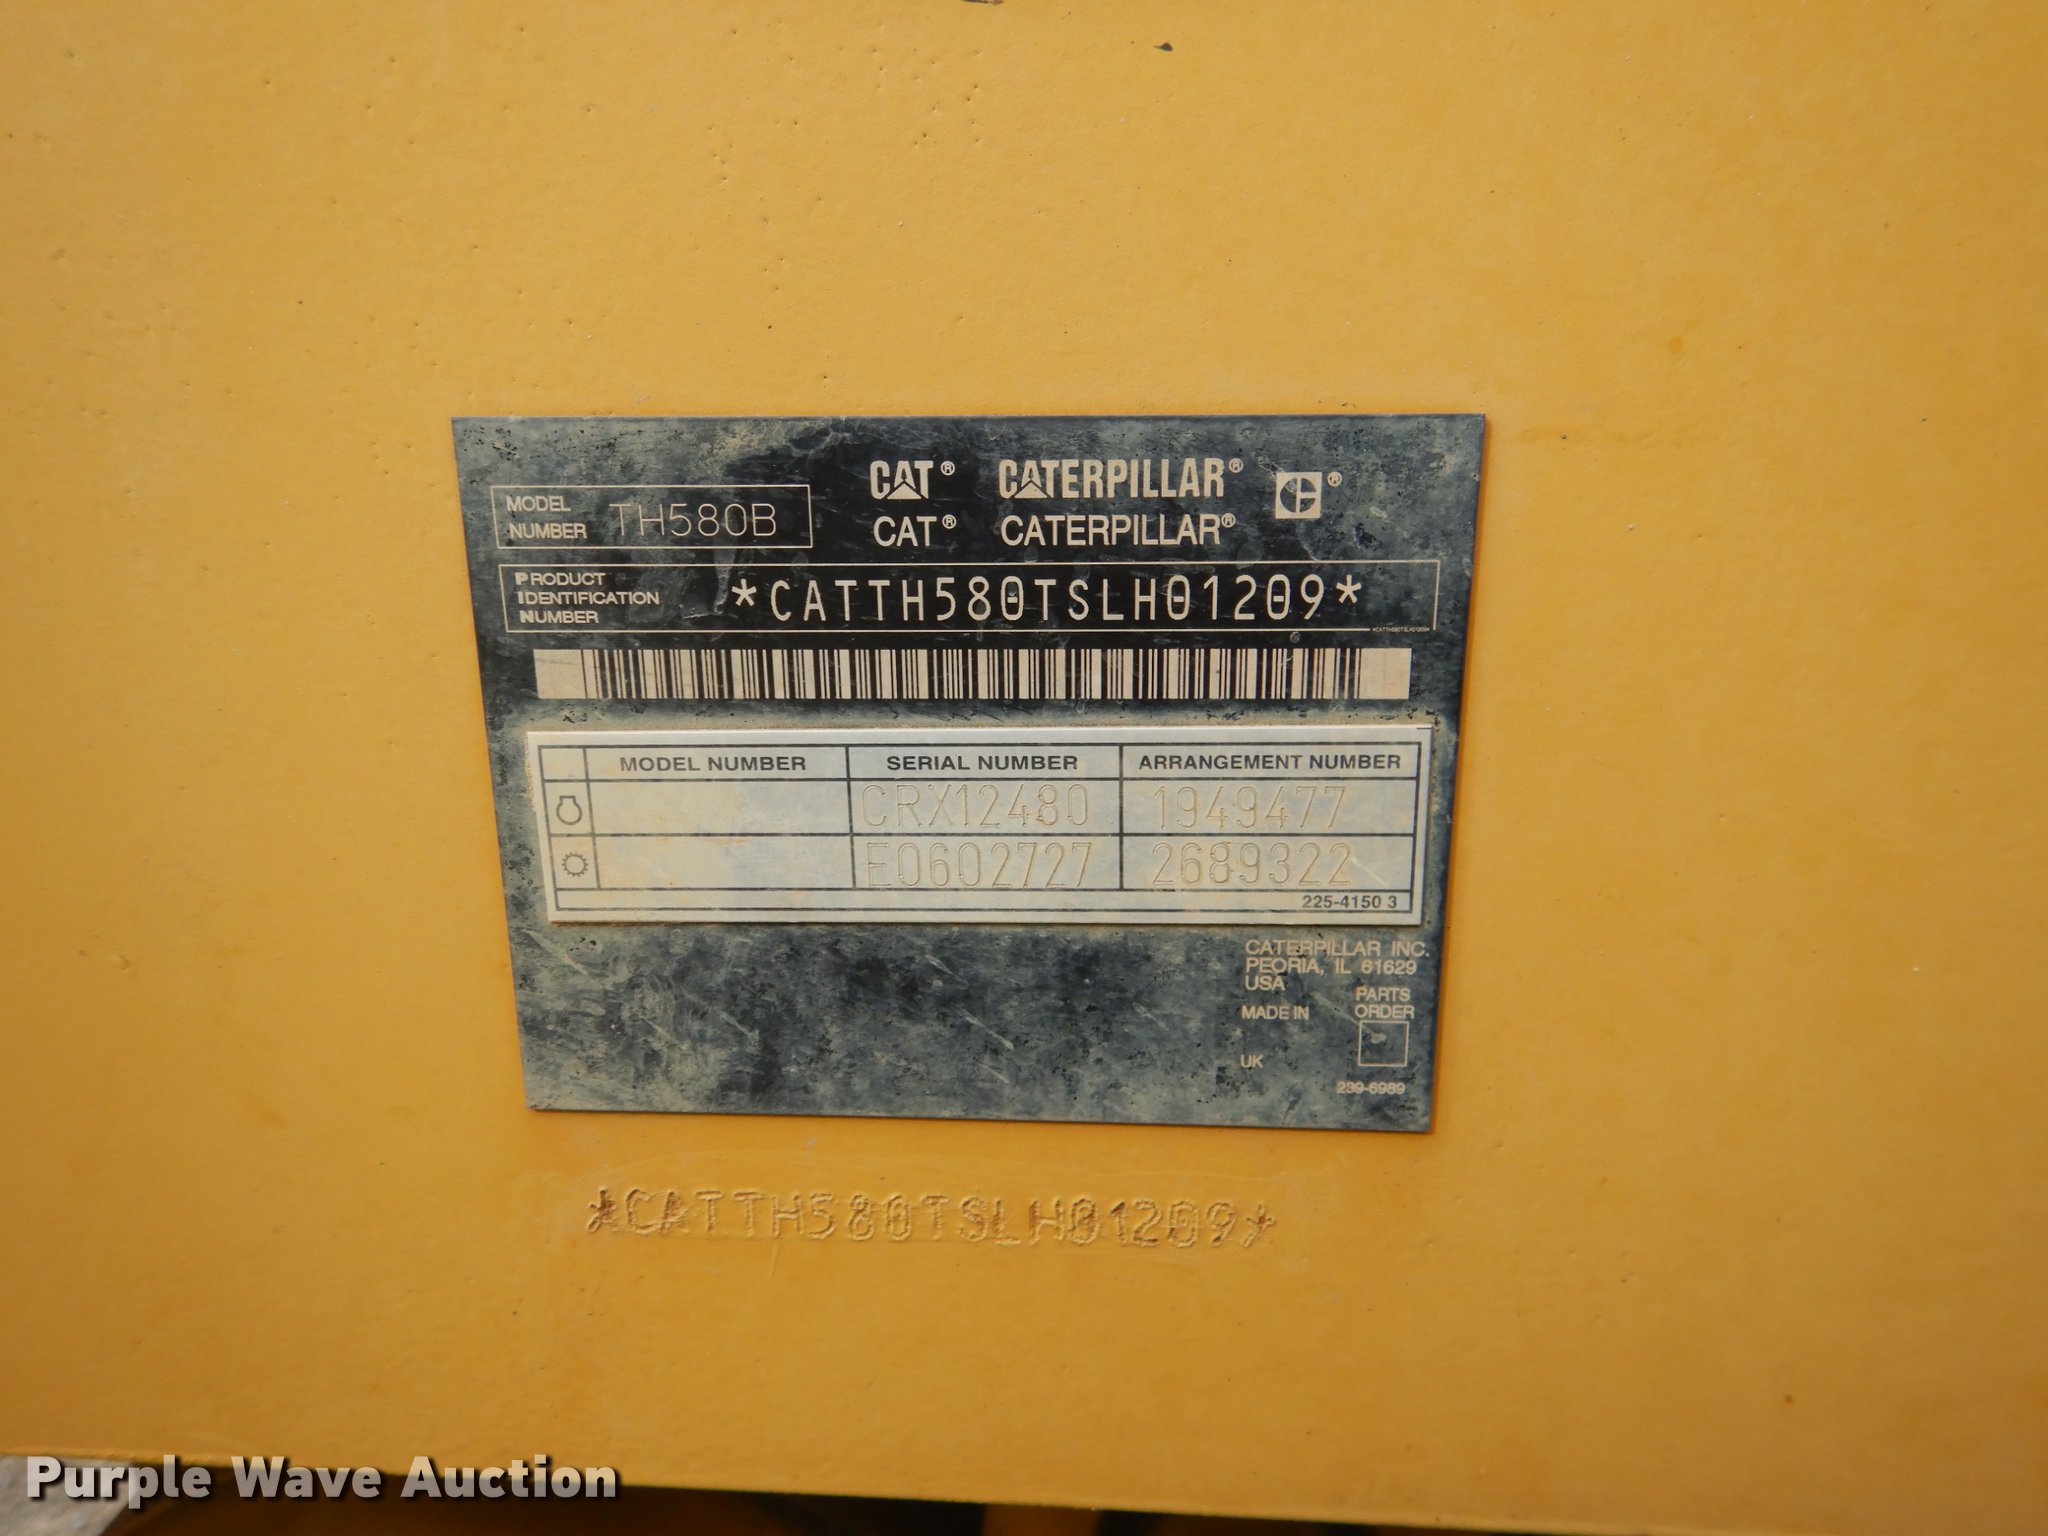 MODEL NUMBER TH580B
CAT® CATERPILLAR® ®
CAT® CATERPILLAR®
PRODUCT IDENTIFICATION NUMBER *CATTH580TSLH01209*
*CATTH580TSLH01209*
MODEL NUMBER SERIAL NUMBER ARRANGEMENT NUMBER
CRX12480 1949477
E0602727 2689322
225-4150 3
CATERPILLAR INC.
PEORIA, IL 61629
USA
MADE IN
UK
PARTS
ORDER
239-6989
*CATTH580TSLH01209*
Purple Wave Auction